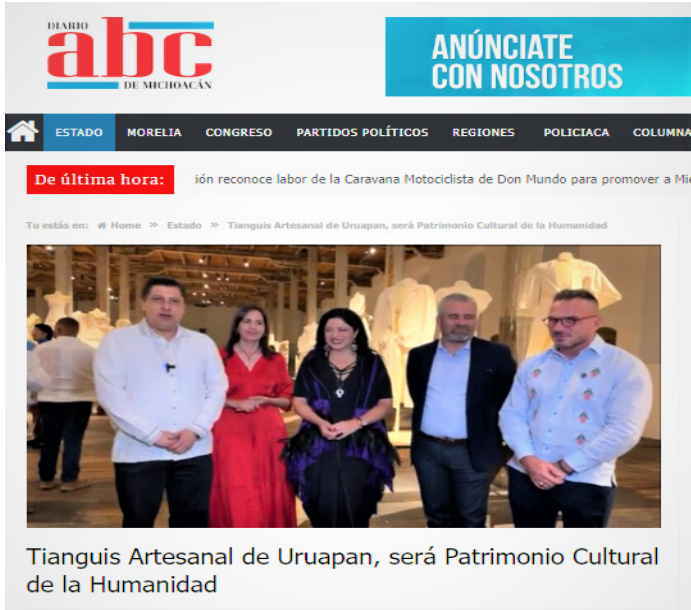 DIARIO
abc
DE MICHOACÁN
ANÚNCIATE
CON NOSOTROS
ESTADO MORELIA CONGRESO PARTIDOS POLÍTICOS REGIONES POLICIACA COLUMNA
De última hora: ión reconoce labor de la Caravana Motociclista de Don Mundo para promover a Mi
Tu estás en: Home » Estado » Tianguis Artesanal de Uruapan, será Patrimonio Cultural de la Humanidad
Tianguis Artesanal de Uruapan, será Patrimonio Cultural
de la Humanidad